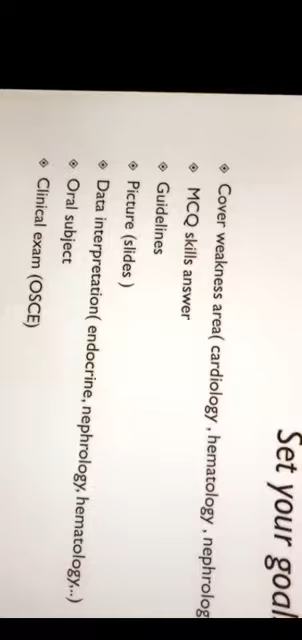 Set your goal
❖ Cover weakness area( cardiology , hematology , nephrolog
❖ MCQ skills answer
❖ Guidelines
❖ Picture (slides )
❖ Data interpretation( endocrine, nephrology, hematology,..)
❖ Oral subject
❖ Clinical exam (OSCE)